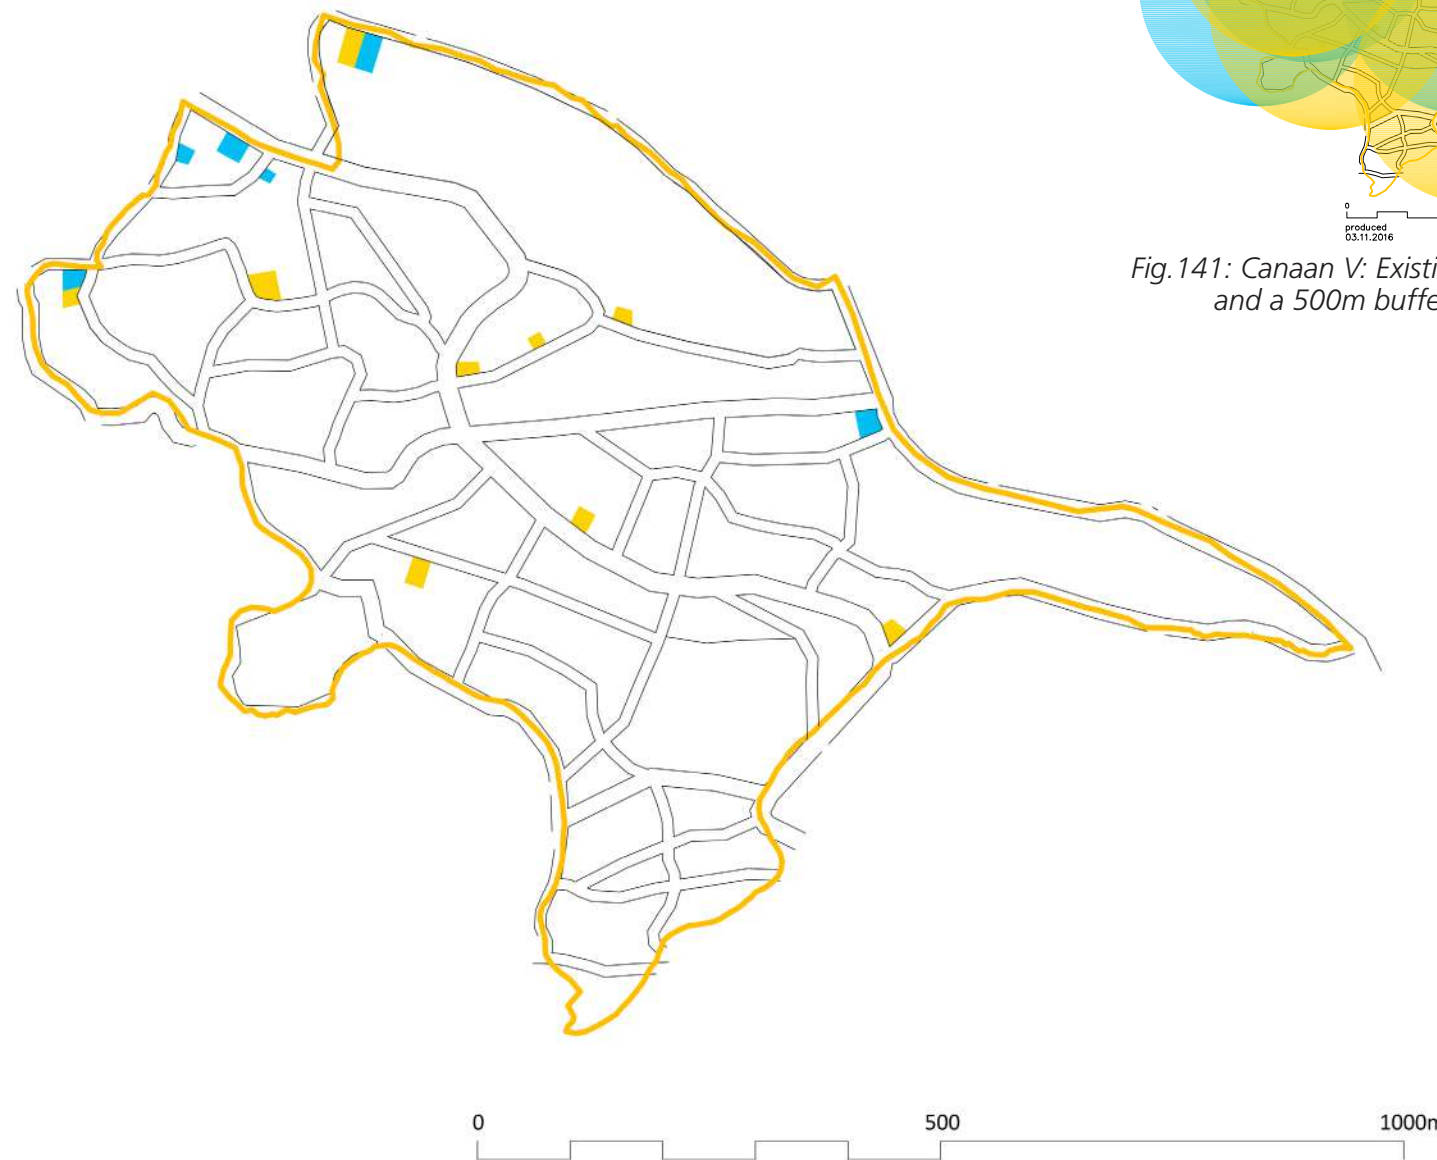 0
produced
03.11.2016
Fig.141: Canaan V: Existi
and a 500m buffe
0 500 1000m